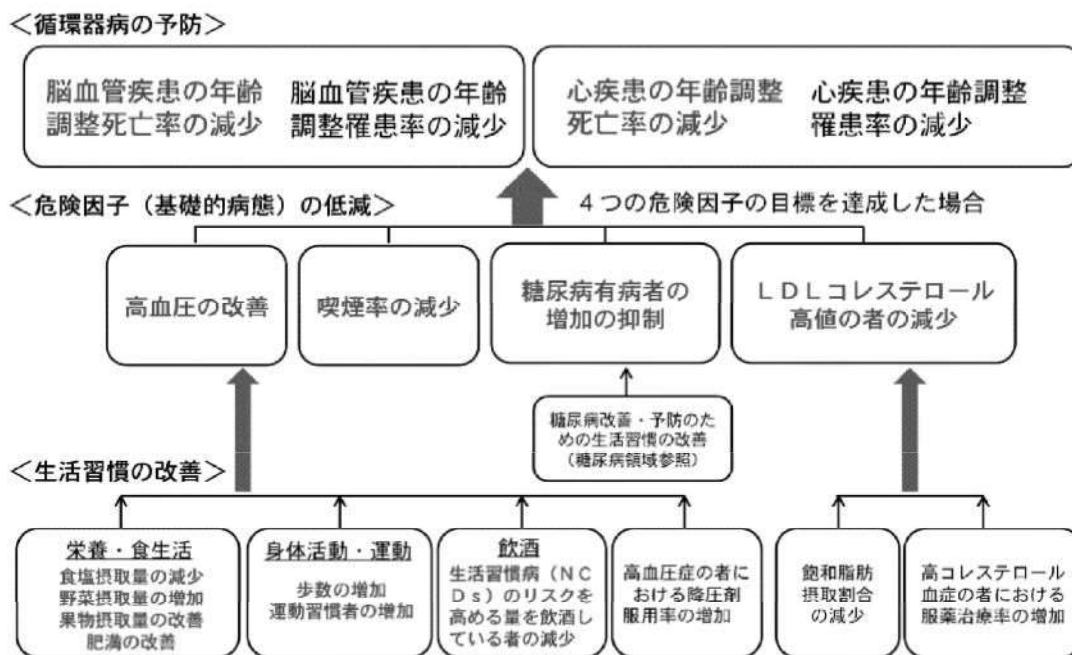 ＜循環器病の予防＞
脳血管疾患の年齢
調整死亡率の減少
脳血管疾患の年齢
調整罹患率の減少
心疾患の年齢調整
死亡率の減少
心疾患の年齢調整
罹患率の減少
＜危険因子（基礎的病態）の低減＞
４つの危険因子の目標を達成した場合
高血圧の改善
喫煙率の減少
糖尿病有病者の
増加の抑制
ＬＤＬコレステロール
高値の者の減少
糖尿病改善・予防のた
めの生活習慣の改善
（糖尿病領域参照）
＜生活習慣の改善＞
栄養・食生活
食塩摂取量の減少
野菜摂取量の増加
果物摂取量の改善
肥満の改善
身体活動・運動
歩数の増加
運動習慣者の増加
飲酒
生活習慣病（ＮＣ
Ｄｓ）のリスクを
高める量を飲酒し
ている者の減少
高血圧症の者に
おける降圧剤
服用率の増加
飽和脂肪
摂取割合
の減少
高コレステロール
血症の者における
服薬治療率の増加